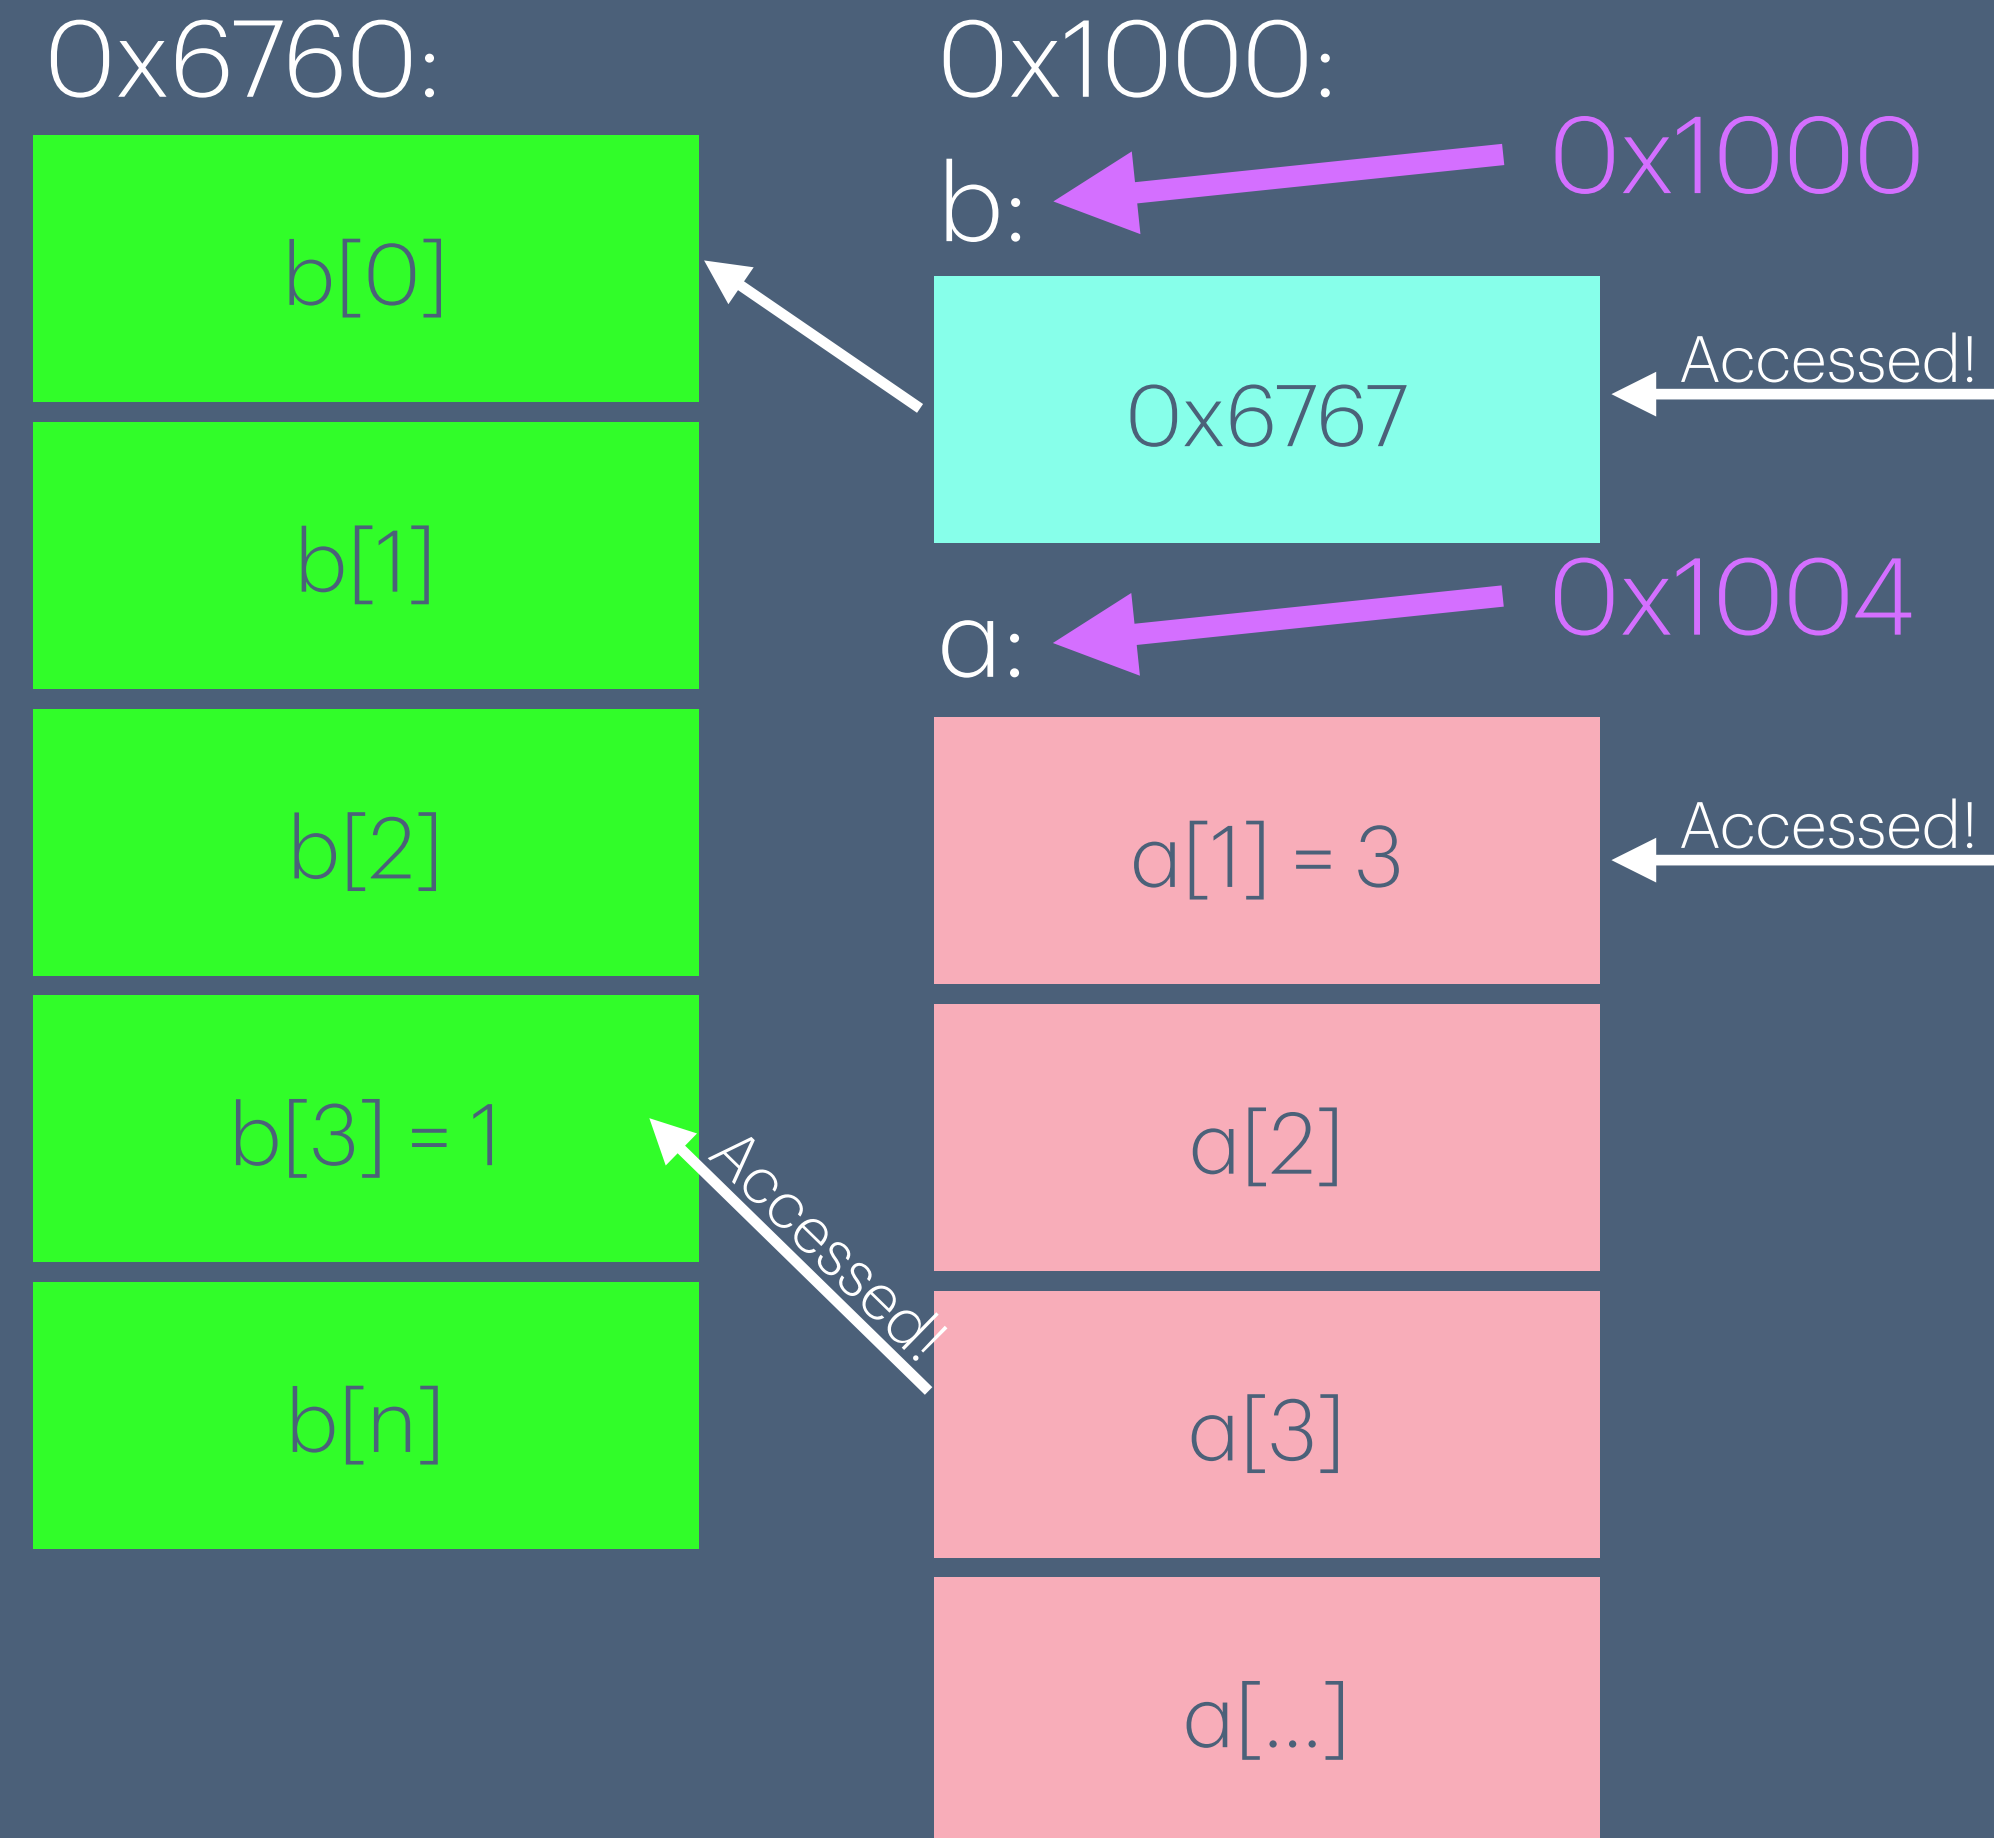 0x6760:
b[0]
b[1]
b[2]
b[3] = 1
b[n]
Accessed!
0x1000:
b:
0x1000
0x6767
Accessed!
a:
0x1004
a[1] = 3
Accessed!
a[2]
a[3]
a[...]